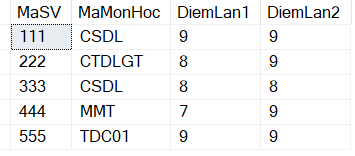 MaSV MaMonHoc DiemLan1 DiemLan2
111 CSDL 9 9
222 CTDLGT 8 9
333 CSDL 8 8
444 MMT 7 9
555 TDC01 9 9